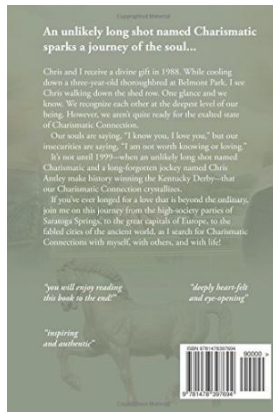 An unlikely long shot named Charismatic
sparks a journey of the soul...
Chris and I receive a divine gift in 1988. While cooling
down a three-year-old thoroughbred at Belmont Park, I see
Chris walking down the shed row. One glance and we
know. We recognize each other at the deepest level of our
being. However, we aren't quite ready for the exalted state
of Charismatic Connection.
Our souls are saying, "I know you, I love you," but our
insecurities are saying, "I am not worth knowing or loving."
It's not until 1999—when an unlikely long shot named
Charismatic and a long-forgotten jockey named Chris
Antley make history winning the Kentucky Derby—that
our Charismatic Connection crystallizes.
If you've ever longed for a love that is beyond the ordinary,
join me on this journey from the high-society parties of
Saratoga Springs, to the great capitals of Europe, to the
fabled cities of the ancient world, as I search for Charismatic
Connections with myself, with others, and with life!
"you will enjoy reading
this book to the end!"
"deeply heart-felt
and eye-opening"
"inspiring
and authentic"
90000 >
9 781478 397694